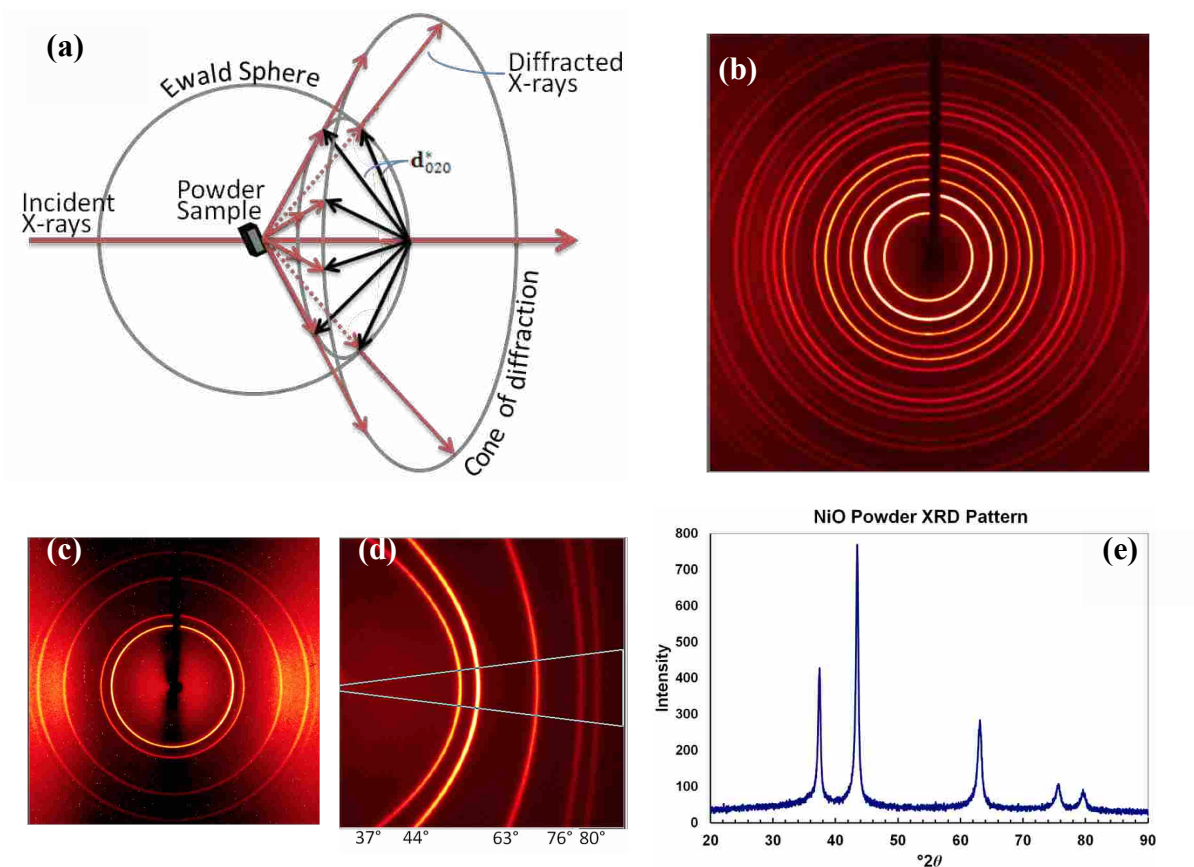 (a)
Ewald Sphere
Diffracted
X-rays
d*020
Powder
Sample
Incident
X-rays
Cone of diffraction
(b)
(c)
(d)
37° 44° 63° 76° 80°
NiO Powder XRD Pattern
(e)
Intensity
800
700
600
500
400
300
200
100
0
20 30 40 50 60 70 80 90
°2θ